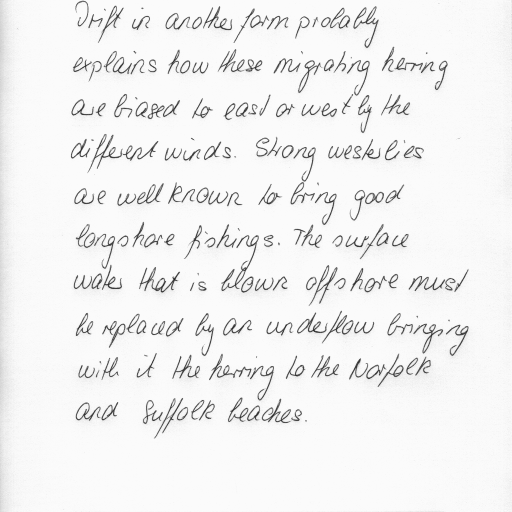 Drift in another form probably
explains how these migrating herring
are biased to east or west by the
different winds. Strong westerlies
are well known to bring good
longshore fishings. The surface
water that is blown offshore must
be replaced by an underflow bringing
with it the herring to the Norfolk
and Suffolk beaches.